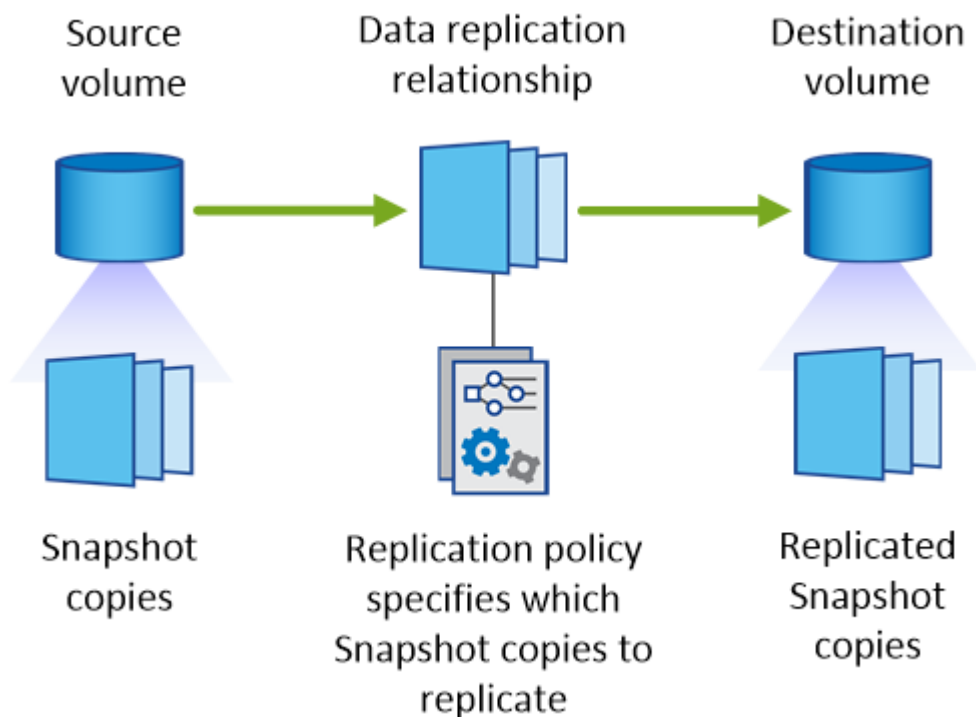 Source
volume
Data replication
relationship
Destination
volume
Snapshot
copies
Replication policy
specifies which
Snapshot copies to
replicate
Replicated
Snapshot
copies